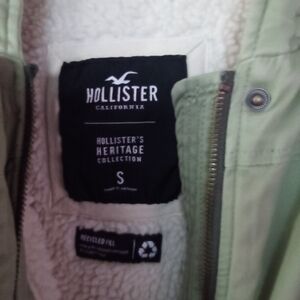 HOLLISTER
CALIFORNIA
HOLLISTER'S
HERITAGE
COLLECTION
S
RECYCLED FILL